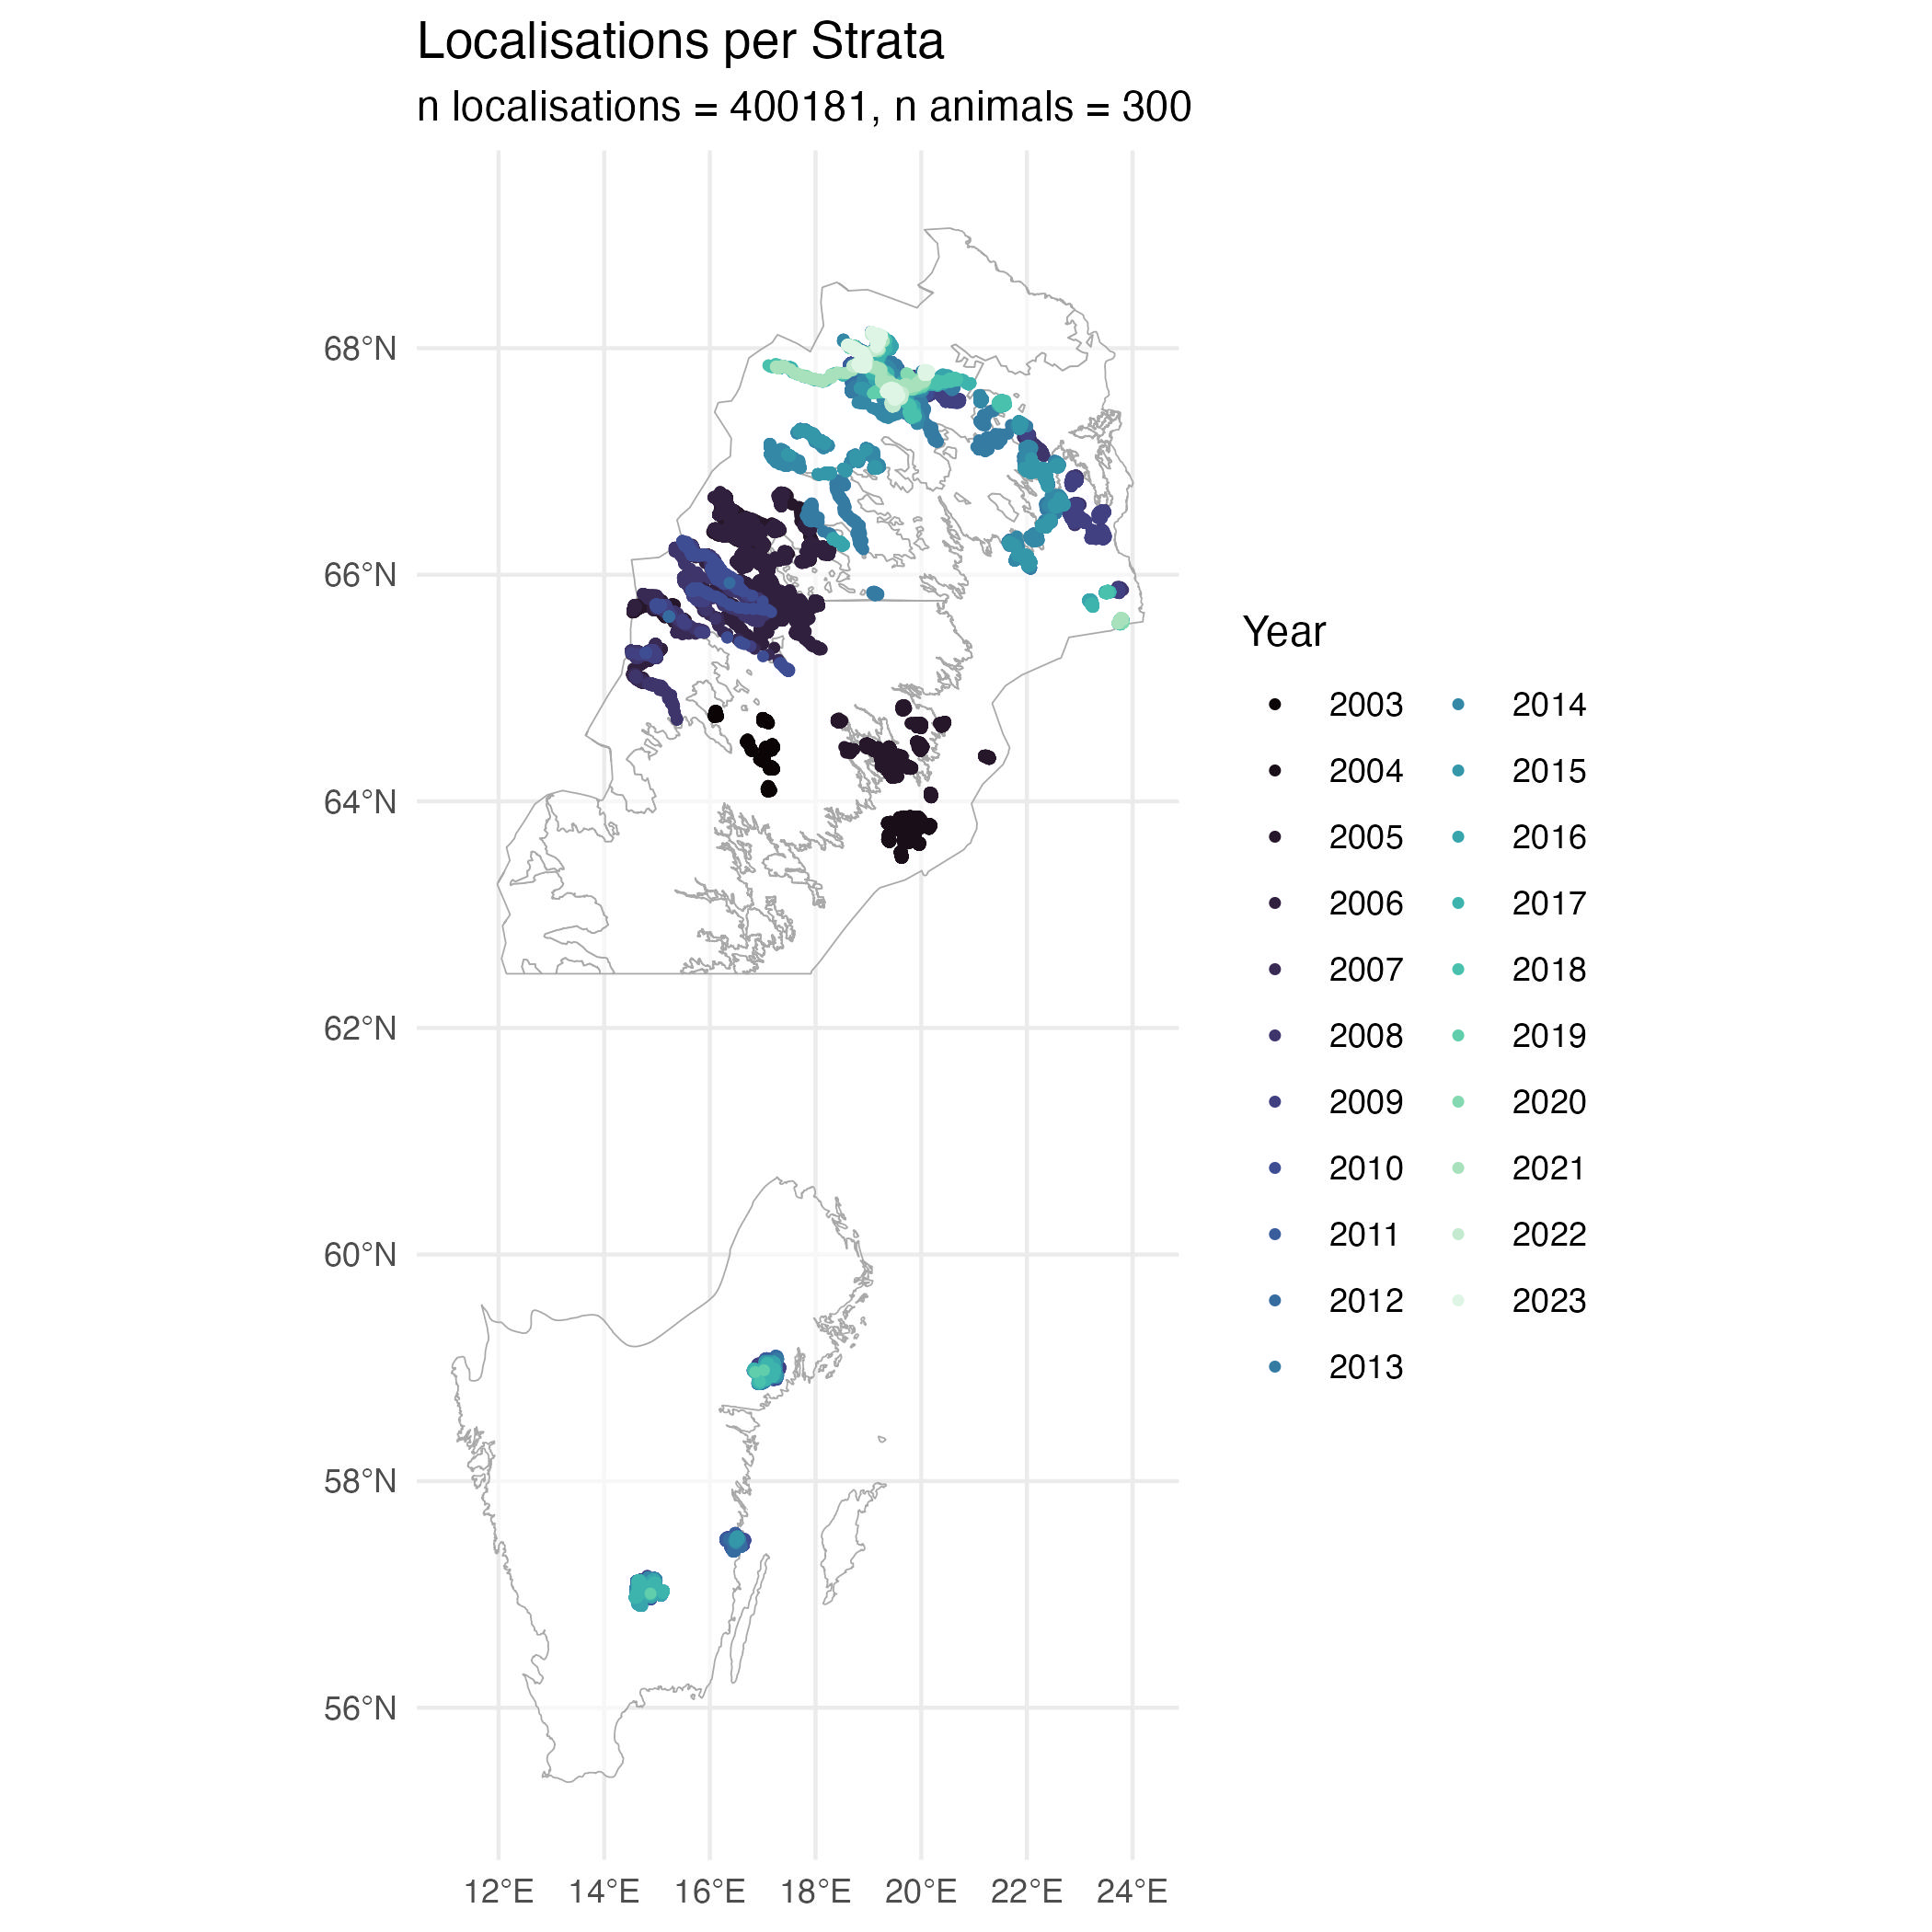 Localisations per Strata
n localisations = 400181, n animals = 300
68°N
66°N
64°N
62°N
60°N
58°N
56°N
12°E 14°E 16°E 18°E 20°E 22°E 24°E
Year
2003 2014
2004 2015
2005 2016
2006 2017
2007 2018
2008 2019
2009 2020
2010 2021
2011 2022
2012 2023
2013